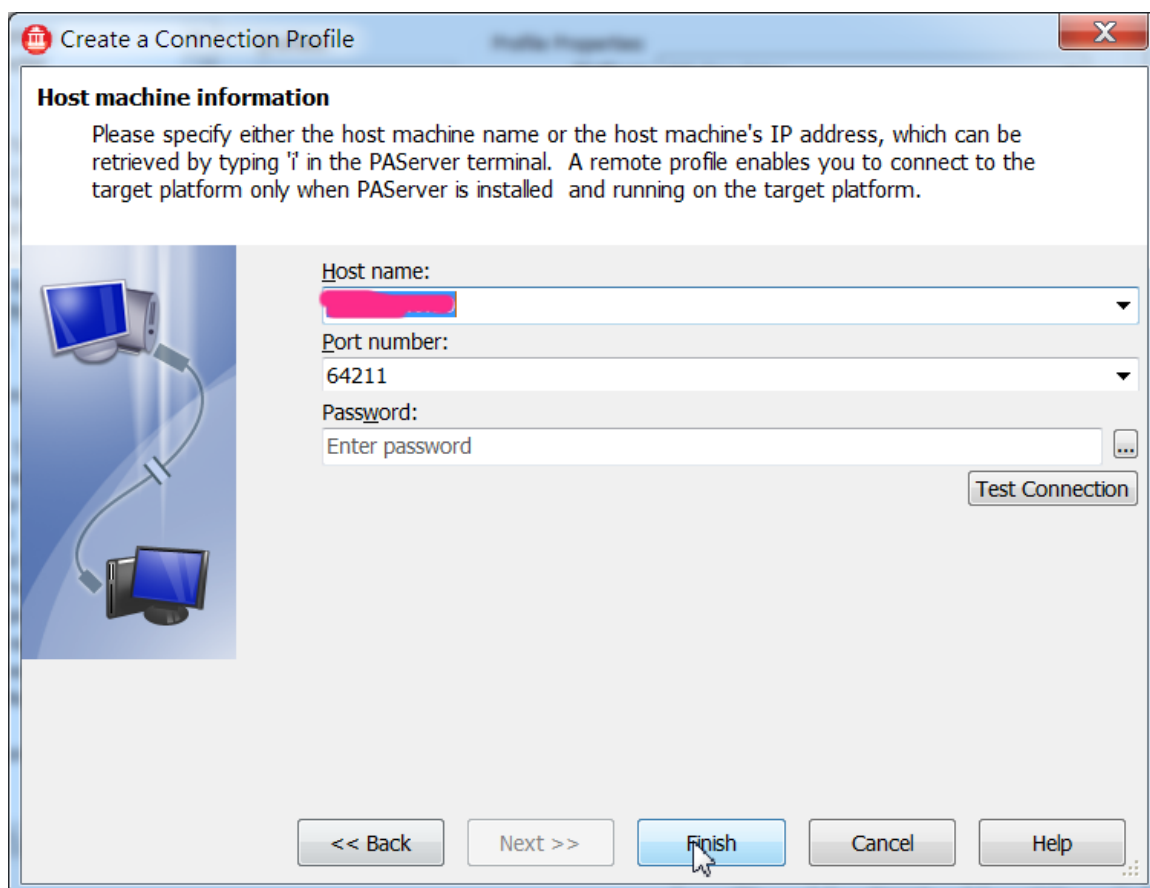 Create a Connection Profile
Profile Properties
Host machine information
Please specify either the host machine name or the host machine's IP address, which can be
retrieved by typing 'i' in the PAServer terminal.  A remote profile enables you to connect to the
target platform only when PAServer is installed  and running on the target platform.
Host name:
Port number:
64211
Password:
Enter password
...
Test Connection
<< Back
Next >>
Finish
Cancel
Help